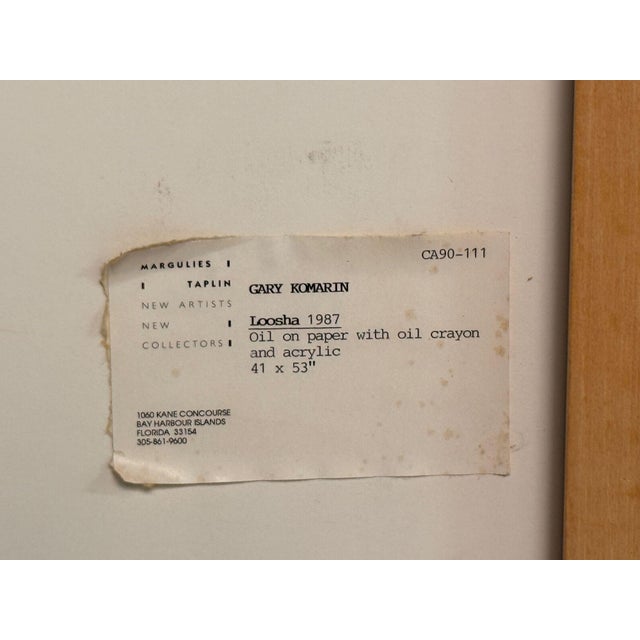 MARGULIES
TAPLIN
NEW ARTISTS
NEW
COLLECTORS
1060 KANE CONCOURSE
BAY HARBOUR ISLANDS
FLORIDA 33154
305-861-9600
CA90-111
GARY KOMARIN
Loosha 1987
Oil on paper with oil crayon
and acrylic
41 x 53"